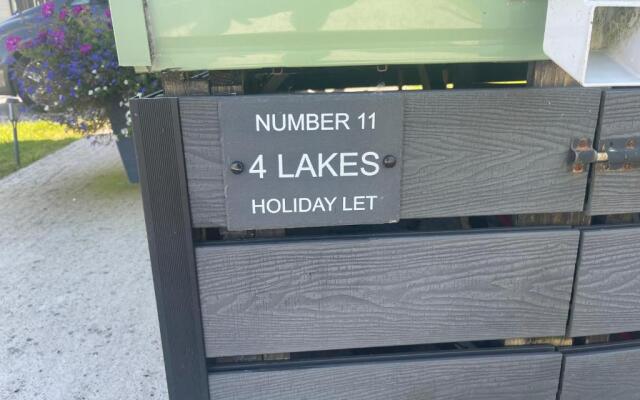 NUMBER 11
4 LAKES
HOLIDAY LET